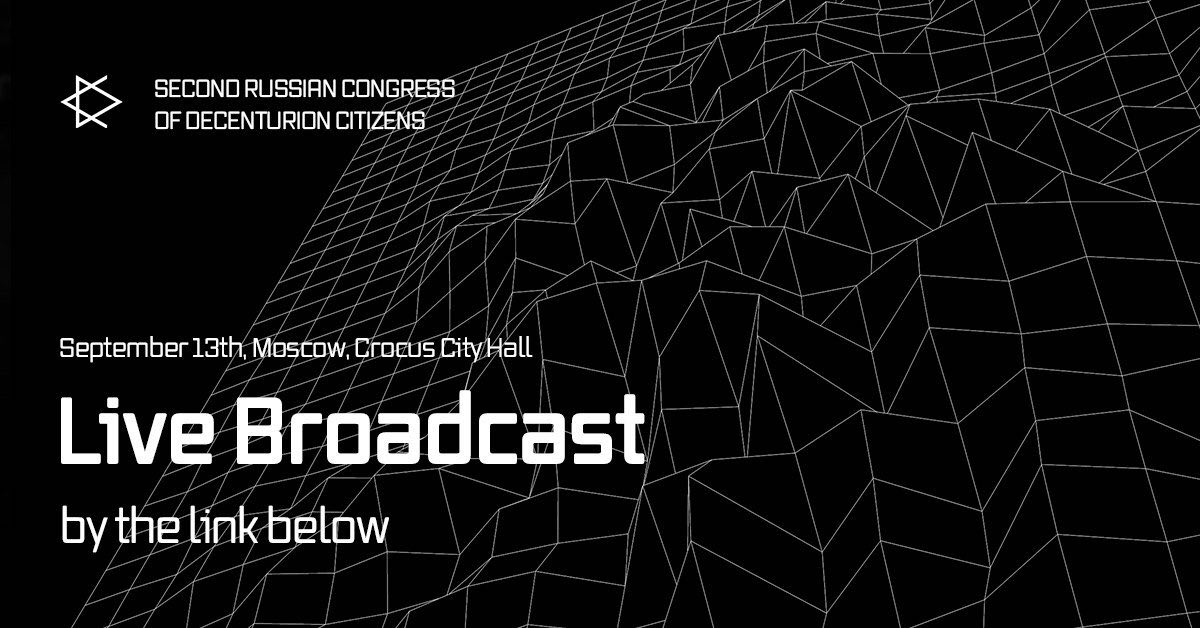 SECOND RUSSIAN CONGRESS
OF DECENTURION CITIZENS
September 13th, Moscow, Crocus City Hall
Live Broadcast
by the link below